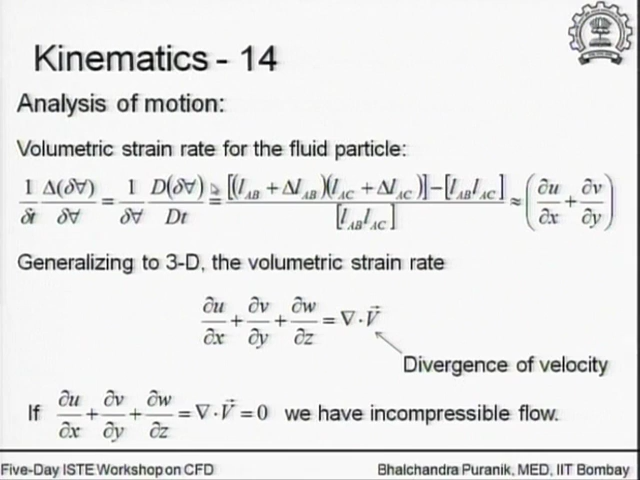 Kinematics - 14
Analysis of motion:
Volumetric strain rate for the fluid particle:
1/δt Δ(δ∀)/δ∀ = 1/δ∀ D(δ∀)/Dt = [(l_AB + Δl_AB)(l_AC + Δl_AC)] − [l_AB l_AC] / [l_AB l_AC] ≈ (∂u/∂x + ∂v/∂y)
Generalizing to 3-D, the volumetric strain rate
∂u/∂x + ∂v/∂y + ∂w/∂z = ∇·V⃗
Divergence of velocity
If ∂u/∂x + ∂v/∂y + ∂w/∂z = ∇·V⃗ = 0 we have incompressible flow.
Five-Day ISTE Workshop on CFD
Bhalchandra Puranik, MED, IIT Bombay